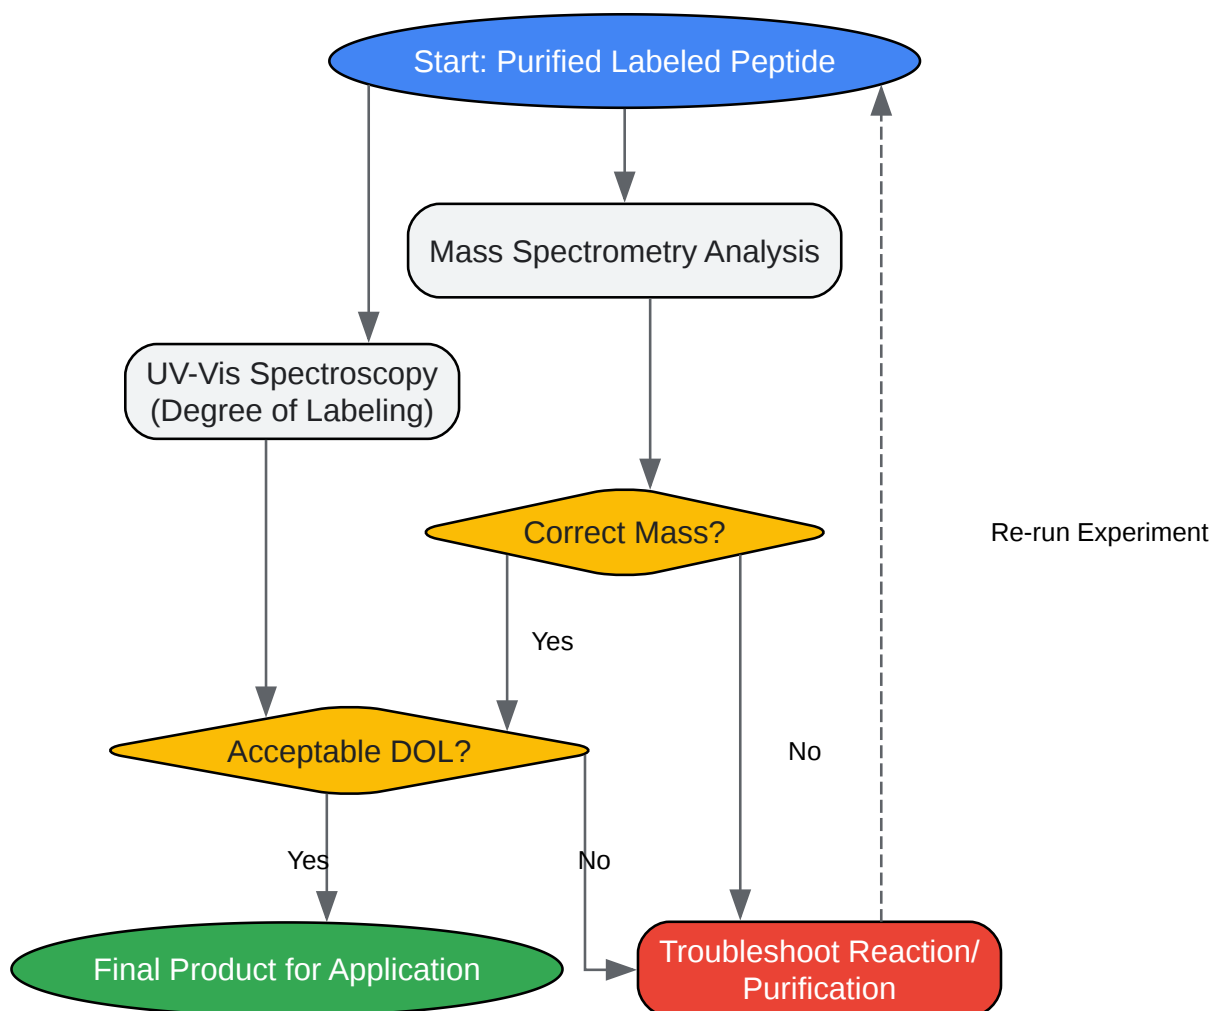 Start: Purified Labeled Peptide
Mass Spectrometry Analysis
UV-Vis Spectroscopy
(Degree of Labeling)
Correct Mass?
Re-run Experiment
Yes
Acceptable DOL?
No
Yes
No
Final Product for Application
Troubleshoot Reaction/
Purification